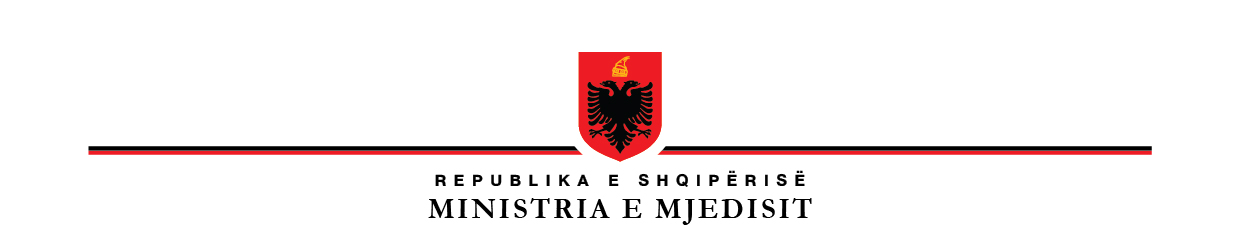 REPUBLIKA E SHQIPËRISË
MINISTRIA E MJEDISIT